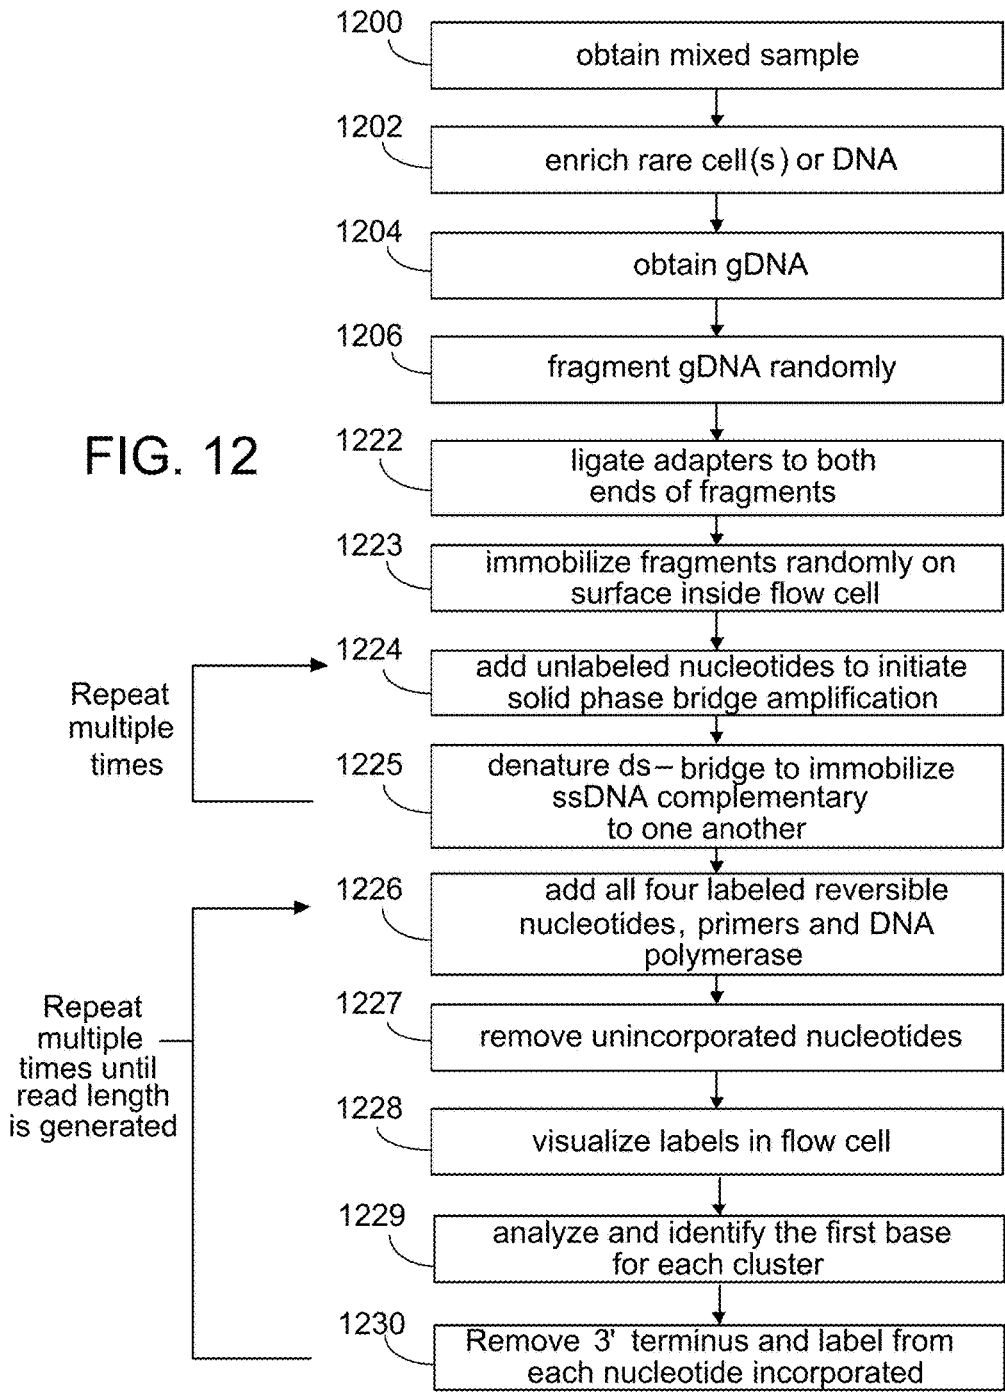 1200
obtain mixed sample
1202
enrich rare cell(s) or DNA
1204
obtain gDNA
1206
fragment gDNA randomly
FIG. 12
1222
ligate adapters to both
ends of fragments
1223
immobilize fragments randomly on
surface inside flow cell
1224
add unlabeled nucleotides to initiate
solid phase bridge amplification
Repeat
multiple
times
1225
denature ds–bridge to immobilize
ssDNA complementary
to one another
1226
add all four labeled reversible
nucleotides, primers and DNA
polymerase
1227
remove unincorporated nucleotides
Repeat
multiple
times until
read length
is generated
1228
visualize labels in flow cell
1229
analyze and identify the first base
for each cluster
1230
Remove 3' terminus and label from
each nucleotide incorporated